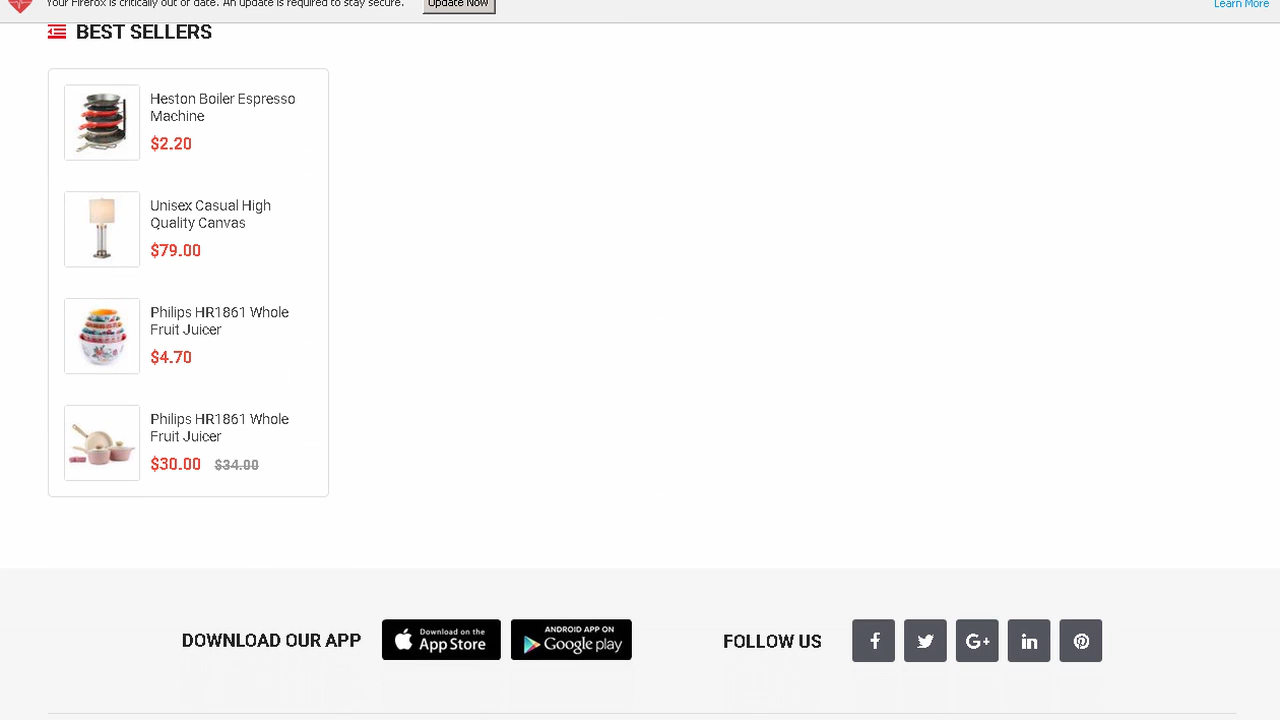 Your Firefox is critically out of date. An update is required to stay secure.
Update Now
Learn More
BEST SELLERS
Heston Boiler Espresso
Machine
$2.20
Unisex Casual High
Quality Canvas
$79.00
Philips HR1861 Whole
Fruit Juicer
$4.70
Philips HR1861 Whole
Fruit Juicer
$30.00 $34.00
DOWNLOAD OUR APP
Download on the
App Store
ANDROID APP ON
Google play
FOLLOW US
f
G+
in